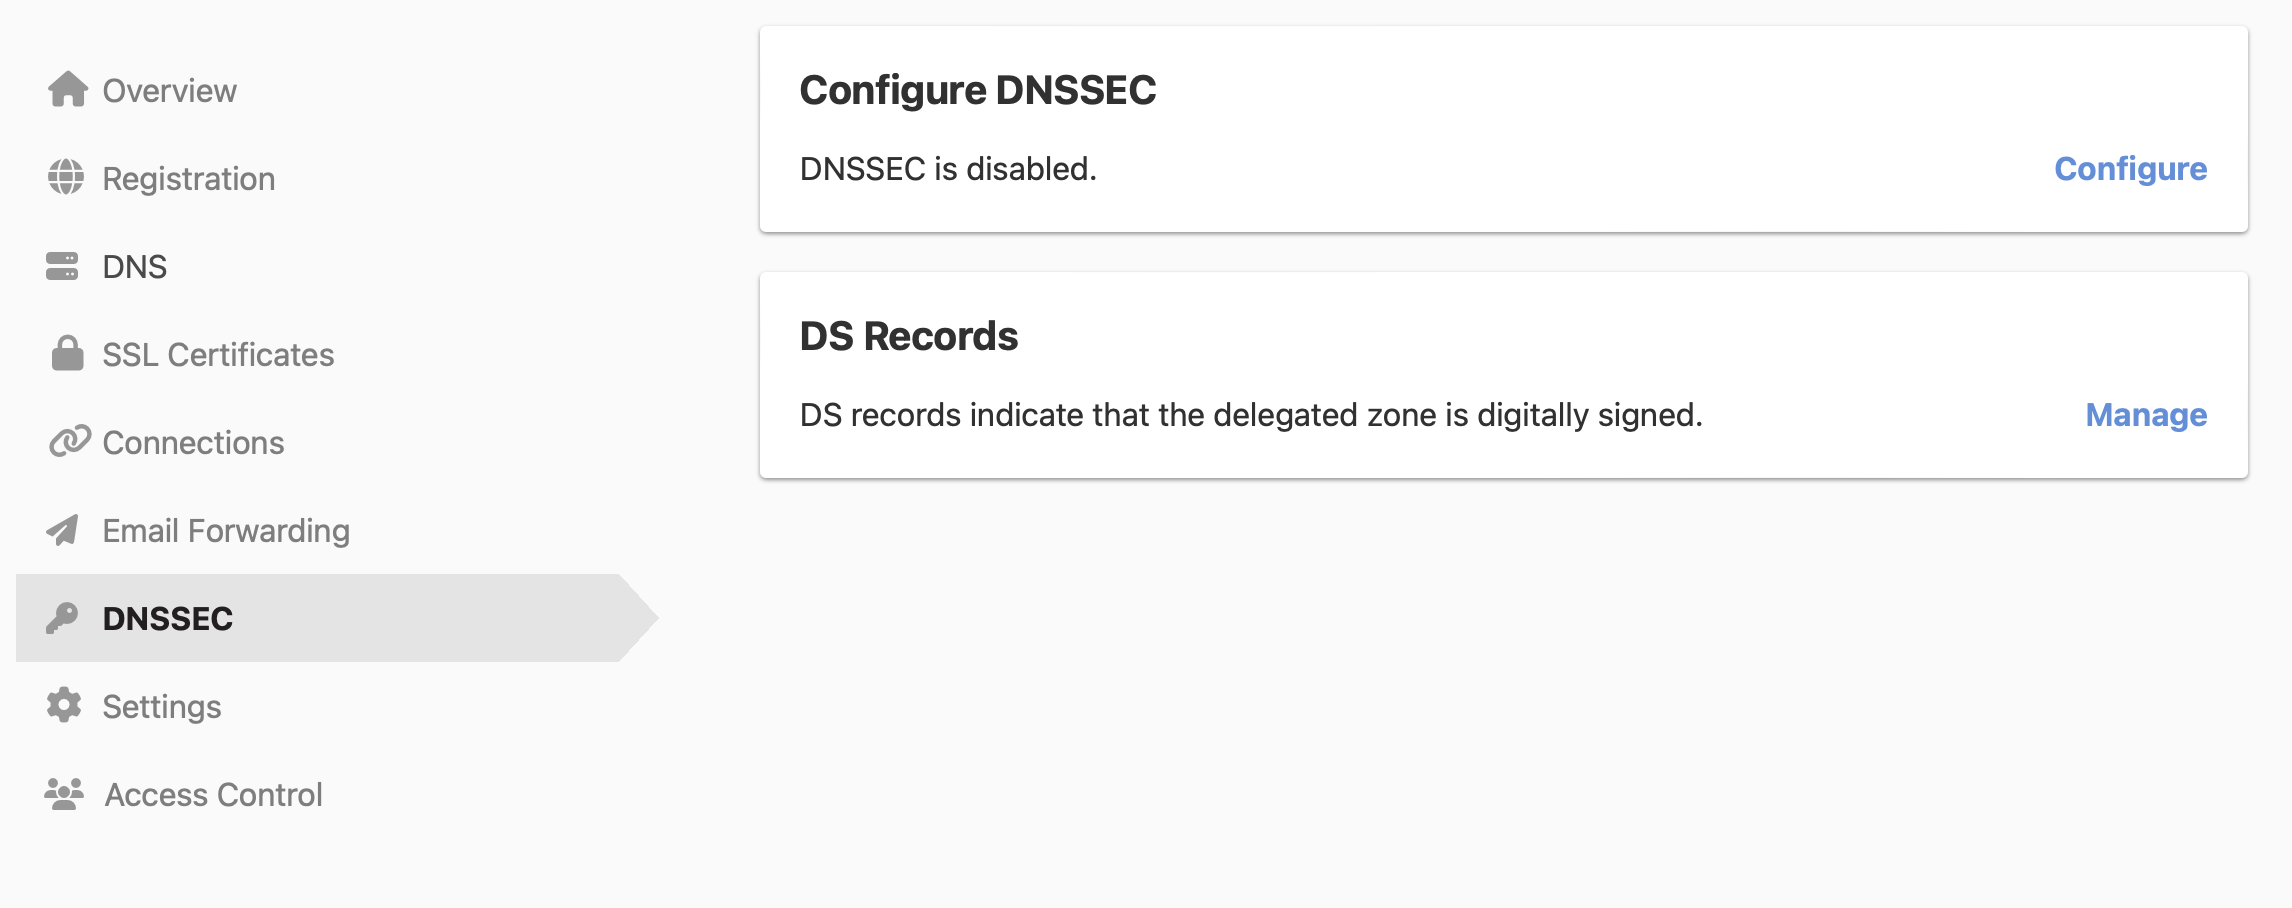 Overview
Registration
DNS
SSL Certificates
Connections
Email Forwarding
DNSSEC
Settings
Access Control
Configure DNSSEC
DNSSEC is disabled.
Configure
DS Records
DS records indicate that the delegated zone is digitally signed.
Manage